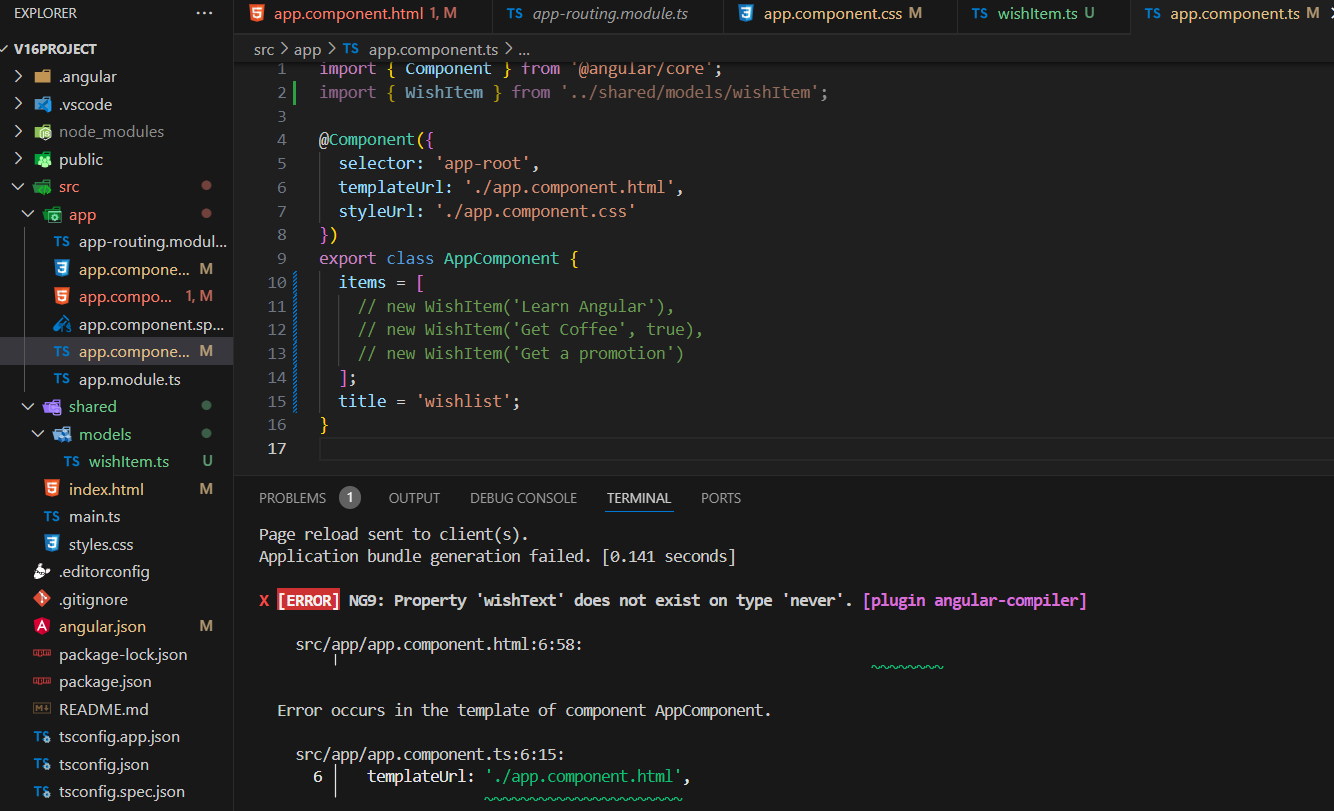 EXPLORER
···
V16PROJECT
.angular
.vscode
node_modules
public
src
app
TS app-routing.modul...
app.compone... M
app.compo... 1, M
app.component.sp...
TS app.compone... M
TS app.module.ts
shared
models
TS wishItem.ts U
index.html M
TS main.ts
styles.css
.editorconfig
.gitignore
angular.json M
package-lock.json
package.json
README.md
TS tsconfig.app.json
TS tsconfig.json
TS tsconfig.spec.json
app.component.html 1, M
TS app-routing.module.ts
app.component.css M
TS wishItem.ts U
TS app.component.ts M
src > app > TS app.component.ts > ...
1 import { Component } from '@angular/core';
2 import { WishItem } from '../shared/models/wishItem';
3
4 @Component({
5 selector: 'app-root',
6 templateUrl: './app.component.html',
7 styleUrl: './app.component.css'
8 })
9 export class AppComponent {
10 items = [
11 // new WishItem('Learn Angular'),
12 // new WishItem('Get Coffee', true),
13 // new WishItem('Get a promotion')
14 ];
15 title = 'wishlist';
16 }
17
PROBLEMS 1 OUTPUT DEBUG CONSOLE TERMINAL PORTS
Page reload sent to client(s).
Application bundle generation failed. [0.141 seconds]
X [ERROR] NG9: Property 'wishText' does not exist on type 'never'. [plugin angular-compiler]
src/app/app.component.html:6:58:
Error occurs in the template of component AppComponent.
src/app/app.component.ts:6:15:
6 │ templateUrl: './app.component.html',